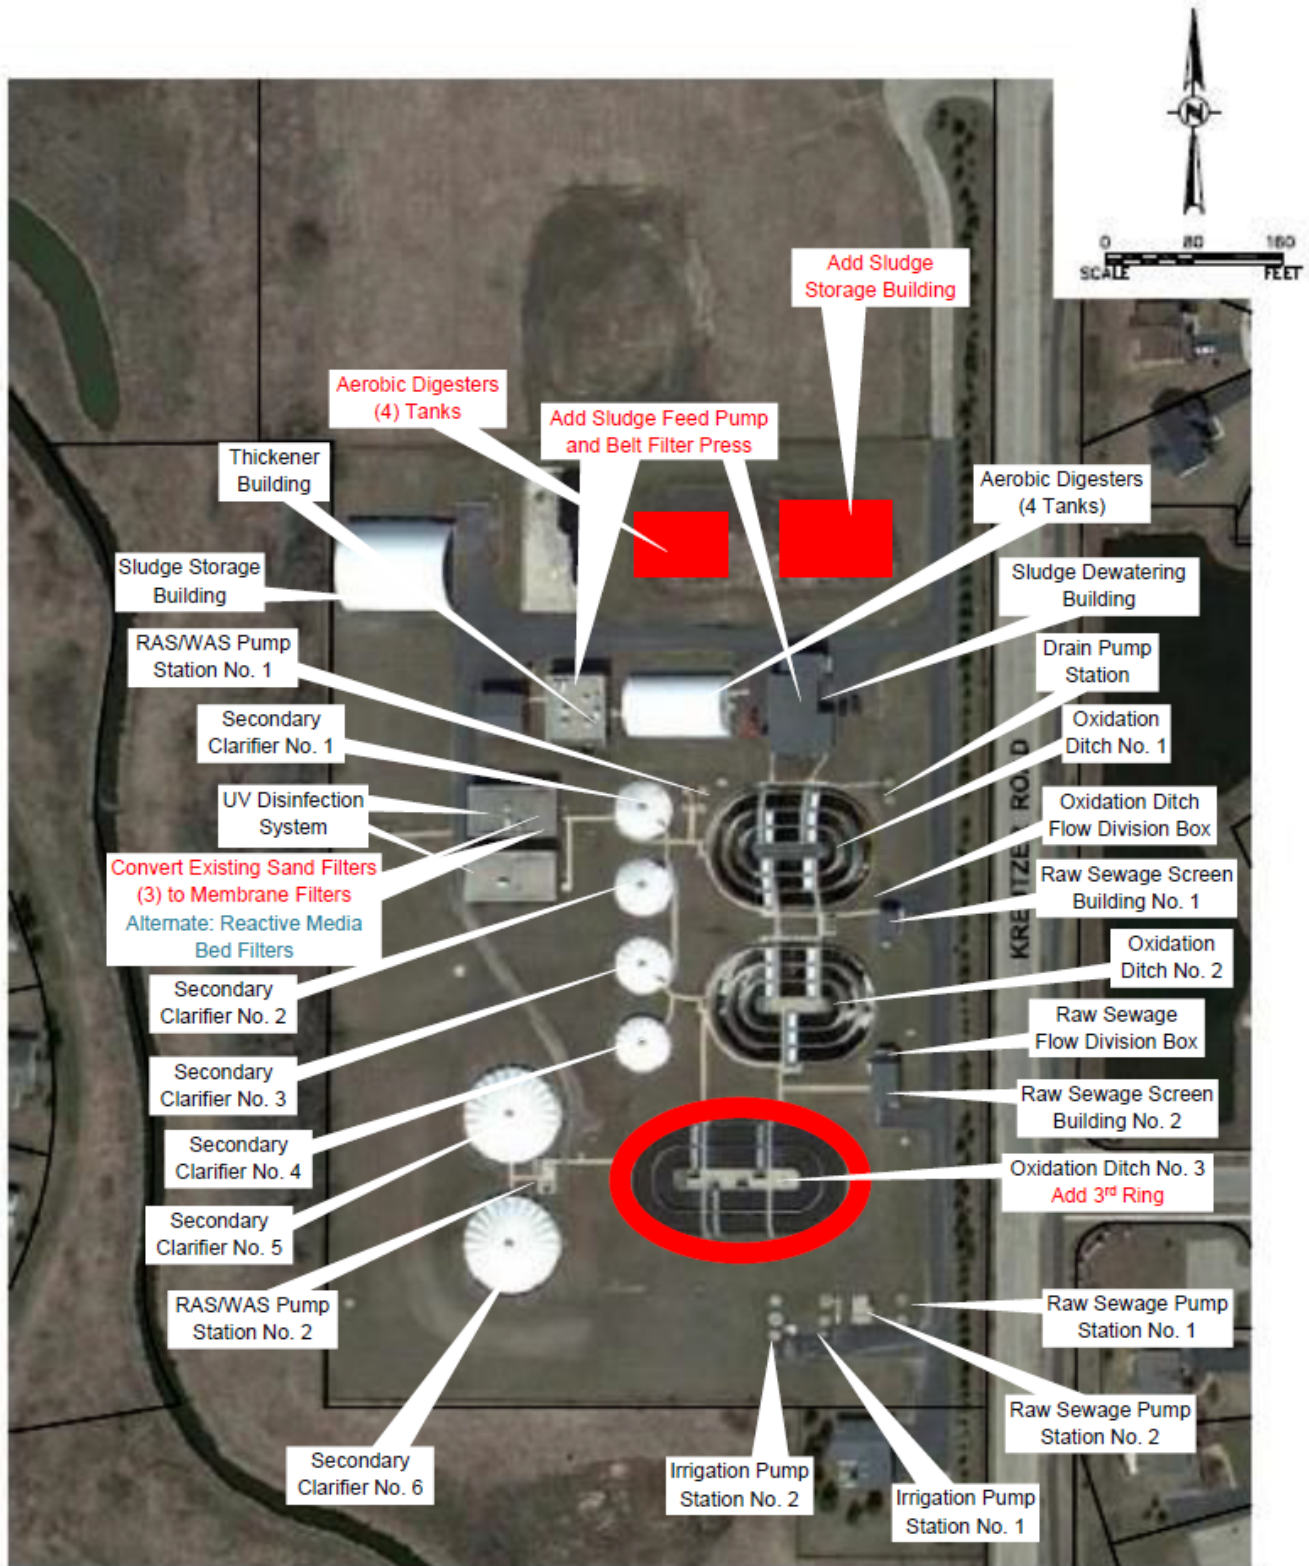 N
0 80 160
SCALE FEET
Add Sludge
Storage Building
Aerobic Digesters
(4) Tanks
Add Sludge Feed Pump
and Belt Filter Press
Thickener
Building
Aerobic Digesters
(4 Tanks)
Sludge Storage
Building
Sludge Dewatering
Building
RAS/WAS Pump
Station No. 1
Drain Pump
Station
Secondary
Clarifier No. 1
Oxidation
Ditch No. 1
UV Disinfection
System
Oxidation Ditch
Flow Division Box
Convert Existing Sand Filters
(3) to Membrane Filters
Alternate: Reactive Media
Bed Filters
Raw Sewage Screen
Building No. 1
Oxidation
Ditch No. 2
Secondary
Clarifier No. 2
Raw Sewage
Flow Division Box
Secondary
Clarifier No. 3
Raw Sewage Screen
Building No. 2
Secondary
Clarifier No. 4
Oxidation Ditch No. 3
Add 3rd Ring
Secondary
Clarifier No. 5
RAS/WAS Pump
Station No. 2
Raw Sewage Pump
Station No. 1
Raw Sewage Pump
Station No. 2
Secondary
Clarifier No. 6
Irrigation Pump
Station No. 2
Irrigation Pump
Station No. 1